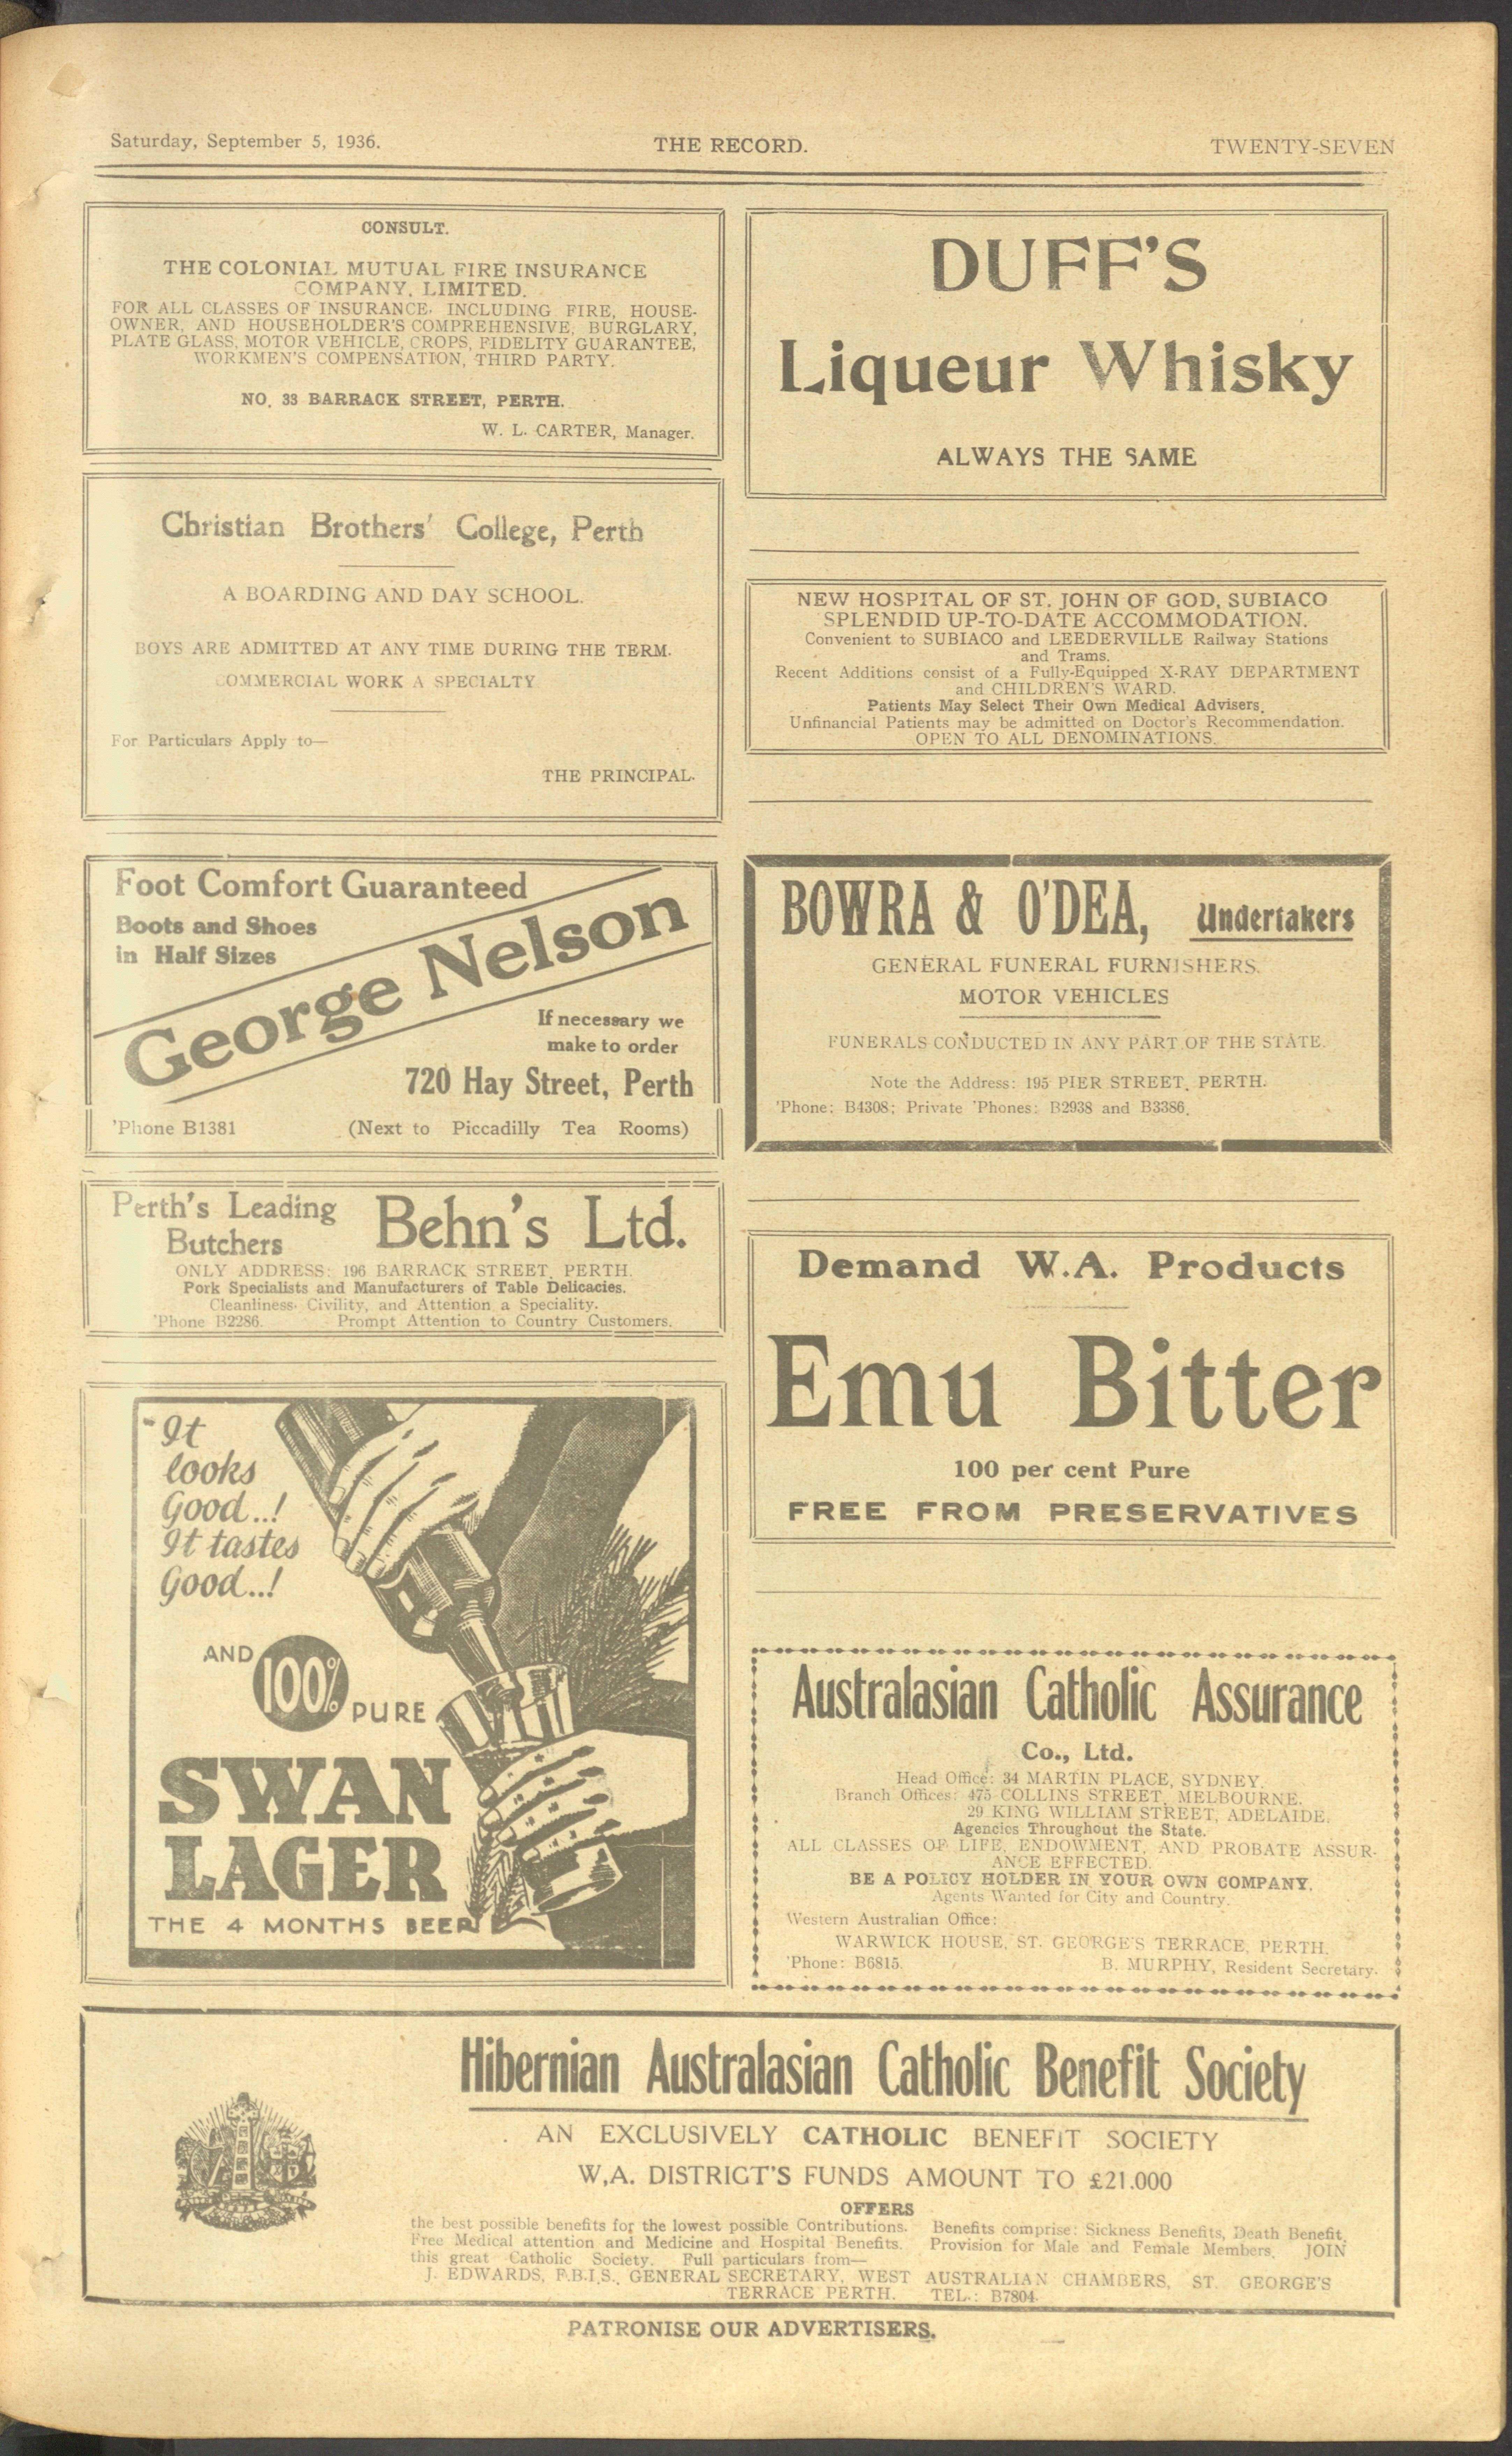 Saturday, September 5, 1936.
THE RECORD.
TWENTY-SEVEN
CONSULT.
THE COLONIAL MUTUAL FIRE INSURANCE
COMPANY, LIMITED.
FOR ALL CLASSES OF INSURANCE, INCLUDING FIRE, HOUSE-
OWNER, AND HOUSEHOLDER'S COMPREHENSIVE, BURGLARY,
PLATE GLASS, MOTOR VEHICLE, CROPS, FIDELITY GUARANTEE,
WORKMEN'S COMPENSATION, THIRD PARTY.
NO. 33 BARRACK STREET, PERTH.
W. L. CARTER, Manager.
Christian Brothers' College, Perth
A BOARDING AND DAY SCHOOL.
BOYS ARE ADMITTED AT ANY TIME DURING THE TERM.
COMMERCIAL WORK A SPECIALTY
For Particulars Apply to—
THE PRINCIPAL.
Foot Comfort Guaranteed
Boots and Shoes
in Half Sizes
George Nelson
If necessary we
make to order
720 Hay Street, Perth
'Phone B1381 (Next to Piccadilly Tea Rooms)
Perth's Leading
Butchers
Behn's Ltd.
ONLY ADDRESS: 196 BARRACK STREET, PERTH.
Pork Specialists and Manufacturers of Table Delicacies.
Cleanliness, Civility, and Attention a Speciality.
'Phone B2286. Prompt Attention to Country Customers.
"It
looks
Good..!
It tastes
Good..!
AND
100%
PURE
SWAN
LAGER
THE 4 MONTHS BEER
DUFF'S
Liqueur Whisky
ALWAYS THE SAME
NEW HOSPITAL OF ST. JOHN OF GOD, SUBIACO
SPLENDID UP-TO-DATE ACCOMMODATION.
Convenient to SUBIACO and LEEDERVILLE Railway Stations
and Trams.
Recent Additions consist of a Fully-Equipped X-RAY DEPARTMENT
and CHILDREN'S WARD.
Patients May Select Their Own Medical Advisers.
Unfinancial Patients may be admitted on Doctor's Recommendation.
OPEN TO ALL DENOMINATIONS.
BOWRA & O'DEA, Undertakers
GENERAL FUNERAL FURNISHERS.
MOTOR VEHICLES
FUNERALS CONDUCTED IN ANY PART OF THE STATE.
Note the Address: 195 PIER STREET, PERTH.
'Phone: B4308; Private 'Phones: B2938 and B3386.
Demand W.A. Products
Emu Bitter
100 per cent Pure
FREE FROM PRESERVATIVES
Australasian Catholic Assurance
Co., Ltd.
Head Office: 34 MARTIN PLACE, SYDNEY.
Branch Offices: 475 COLLINS STREET, MELBOURNE.
29 KING WILLIAM STREET, ADELAIDE.
Agencies Throughout the State.
ALL CLASSES OF LIFE, ENDOWMENT, AND PROBATE ASSUR-
ANCE EFFECTED.
BE A POLICY HOLDER IN YOUR OWN COMPANY.
Agents Wanted for City and Country.
Western Australian Office:
WARWICK HOUSE, ST. GEORGE'S TERRACE, PERTH.
'Phone: B6815. B. MURPHY, Resident Secretary.
Hibernian Australasian Catholic Benefit Society
AN EXCLUSIVELY CATHOLIC BENEFIT SOCIETY
W.A. DISTRICT'S FUNDS AMOUNT TO £21.000
OFFERS
the best possible benefits for the lowest possible Contributions. Benefits comprise: Sickness Benefits, Death Benefit,
Free Medical attention and Medicine and Hospital Benefits. Provision for Male and Female Members. JOIN
this great Catholic Society. Full particulars from—
J. EDWARDS, F.B.I.S., GENERAL SECRETARY, WEST AUSTRALIAN CHAMBERS, ST. GEORGE'S
TERRACE PERTH. TEL.: B7804.
PATRONISE OUR ADVERTISERS.